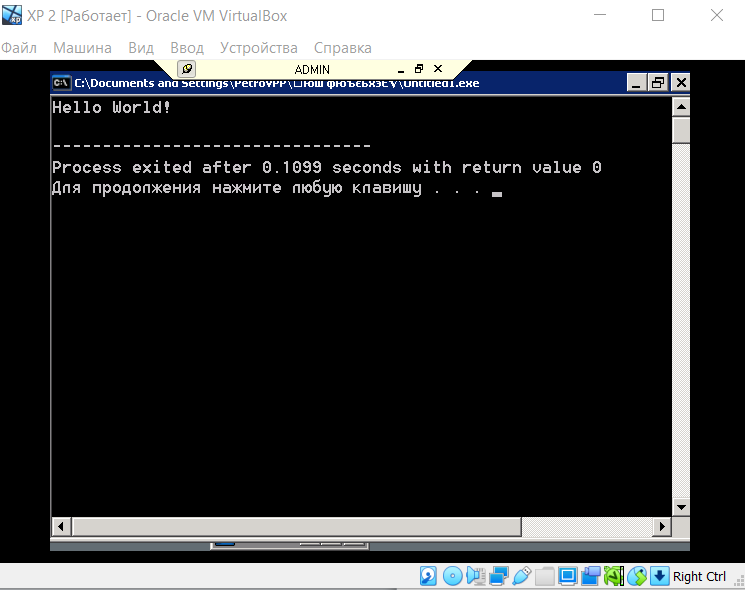 XP 2 [Работает] - Oracle VM VirtualBox
Файл Машина Вид Ввод Устройства Справка
ADMIN
C:\Documents and Settings\PetrovPP\ \Untitled1.exe
Hello World!
--------------------------------
Process exited after 0.1099 seconds with return value 0
Для продолжения нажмите любую клавишу . . .
Right Ctrl